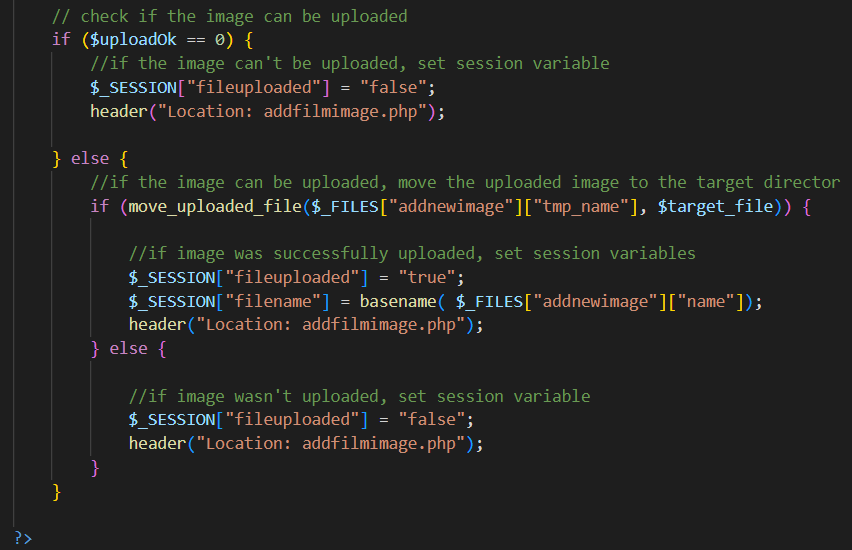 // check if the image can be uploaded
if ($uploadOk == 0) {
//if the image can't be uploaded, set session variable
$_SESSION["fileuploaded"] = "false";
header("Location: addfilmimage.php");
} else {
//if the image can be uploaded, move the uploaded image to the target director
if (move_uploaded_file($_FILES["addnewimage"]["tmp_name"], $target_file)) {
//if image was successfully uploaded, set session variables
$_SESSION["fileuploaded"] = "true";
$_SESSION["filename"] = basename( $_FILES["addnewimage"]["name"]);
header("Location: addfilmimage.php");
} else {
//if image wasn't uploaded, set session variable
$_SESSION["fileuploaded"] = "false";
header("Location: addfilmimage.php");
}
}
?>